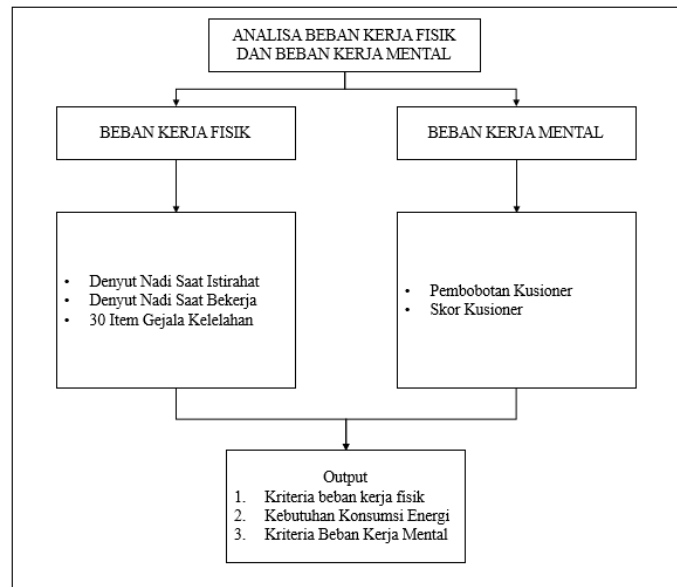 ANALISA BEBAN KERJA FISIK
DAN BEBAN KERJA MENTAL
BEBAN KERJA FISIK
BEBAN KERJA MENTAL
• Denyut Nadi Saat Istirahat
• Denyut Nadi Saat Bekerja
• 30 Item Gejala Kelelahan
• Pembobotan Kusioner
• Skor Kusioner
Output
1. Kriteria beban kerja fisik
2. Kebutuhan Konsumsi Energi
3. Kriteria Beban Kerja Mental